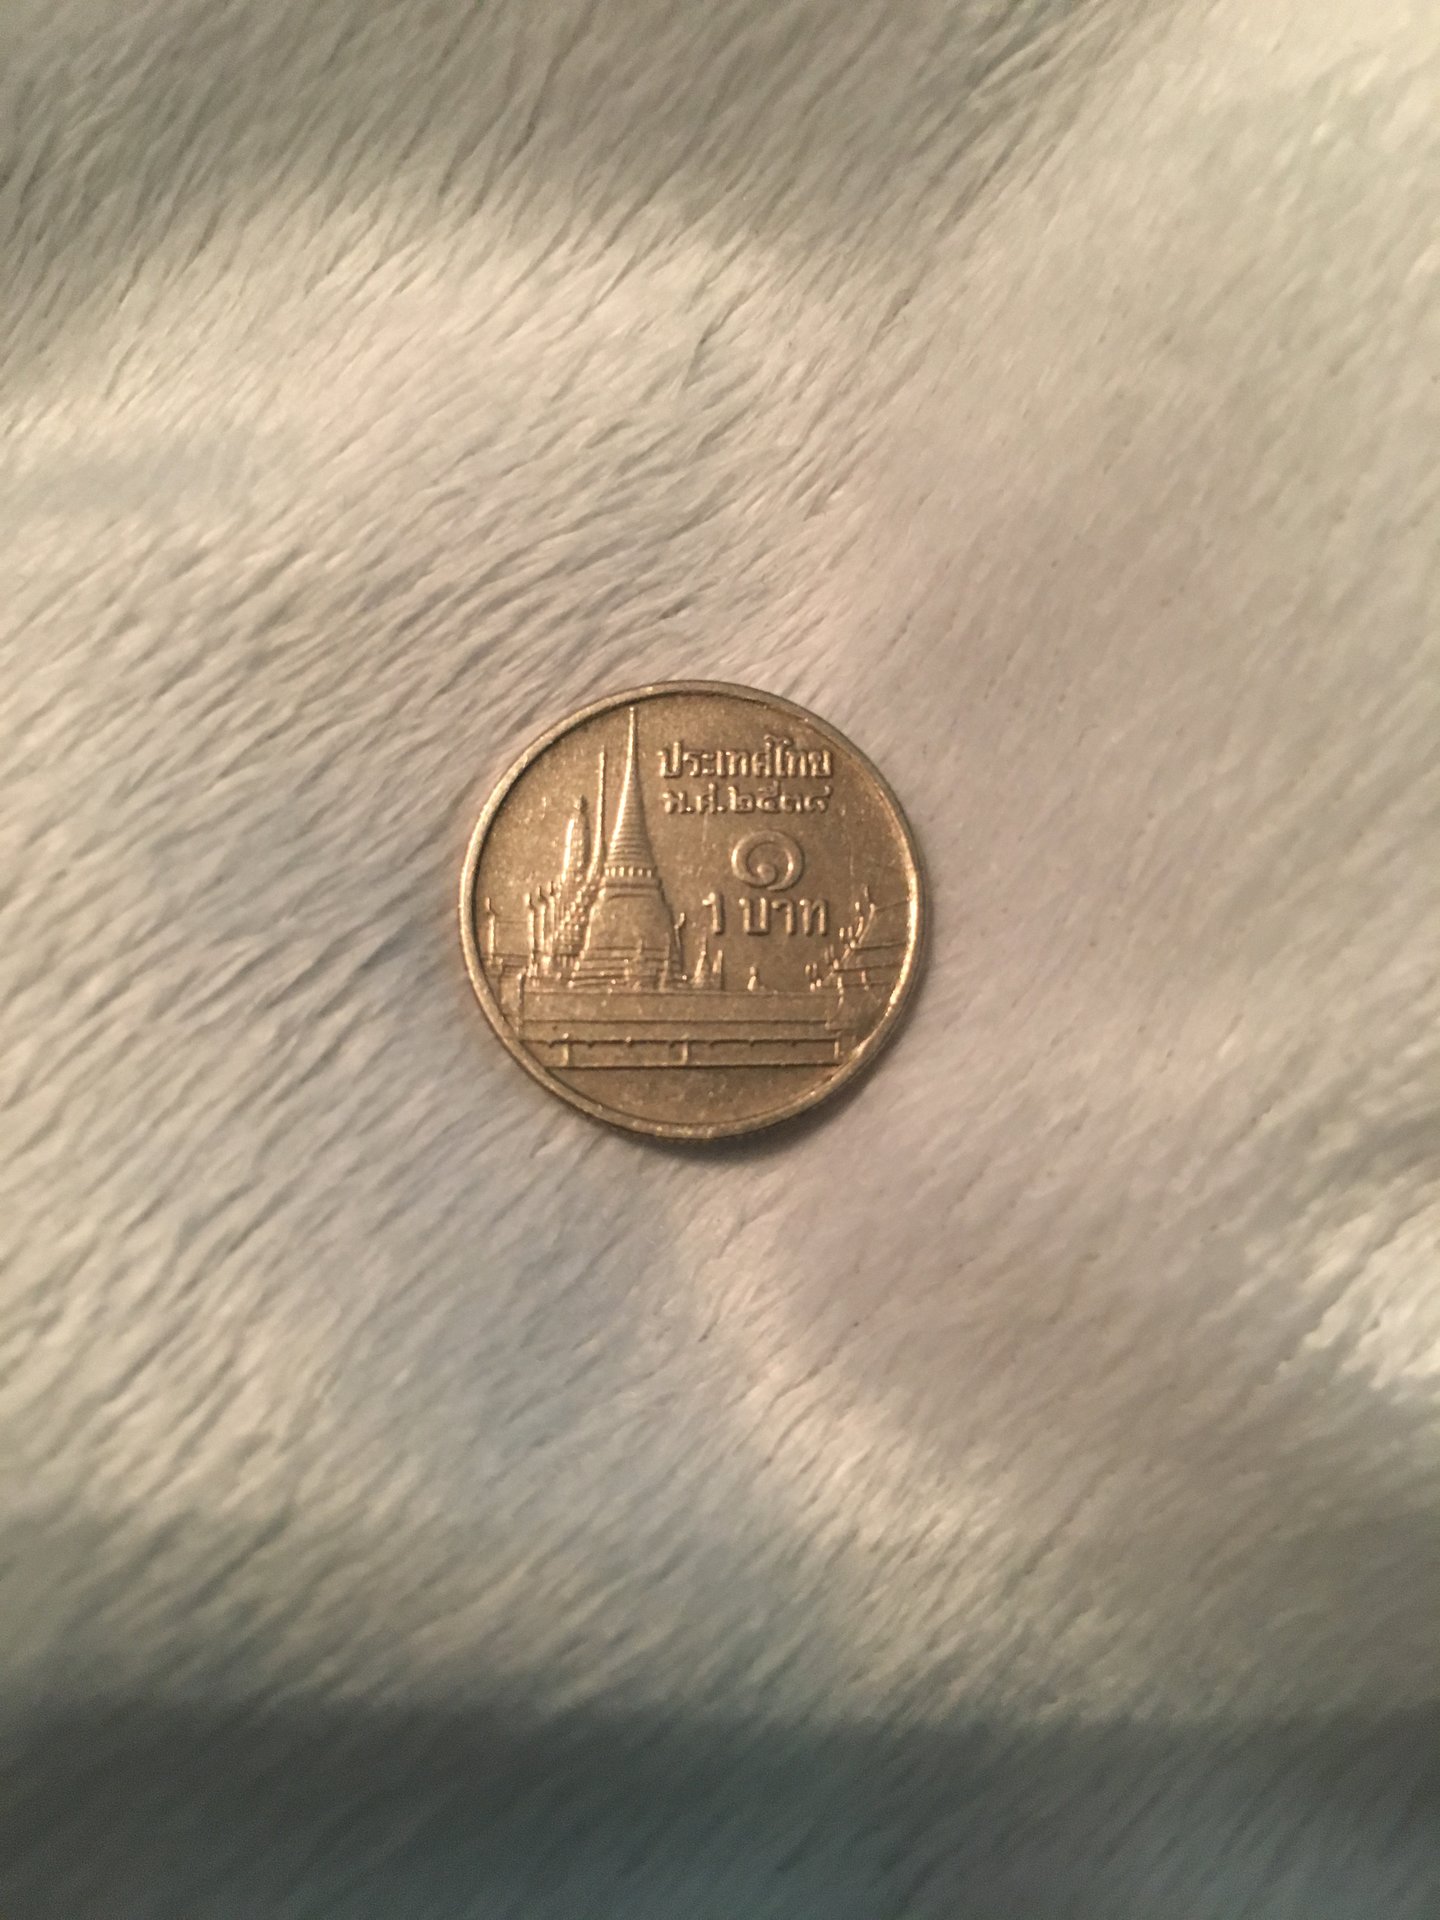 ประเทศไทย
พ.ศ.๒๕๓๘
๑
1 บาท